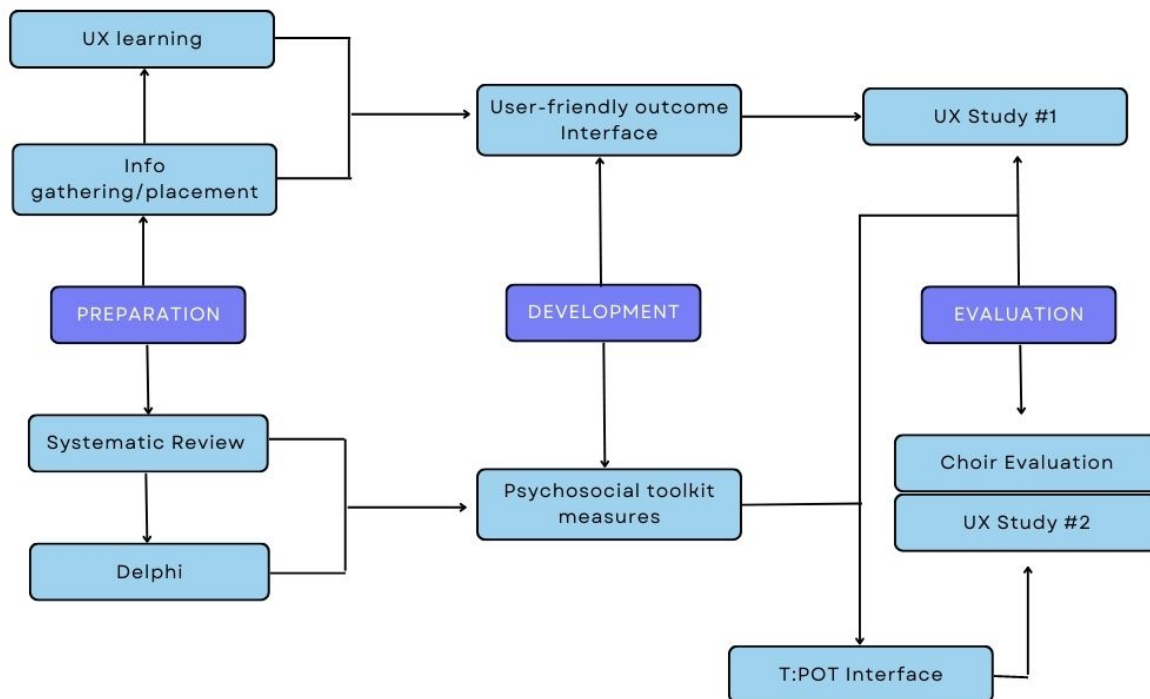 UX learning
User-friendly outcome
Interface
UX Study #1
Info
gathering/placement
PREPARATION
DEVELOPMENT
EVALUATION
Systematic Review
Choir Evaluation
Psychosocial toolkit
measures
UX Study #2
Delphi
T:POT Interface